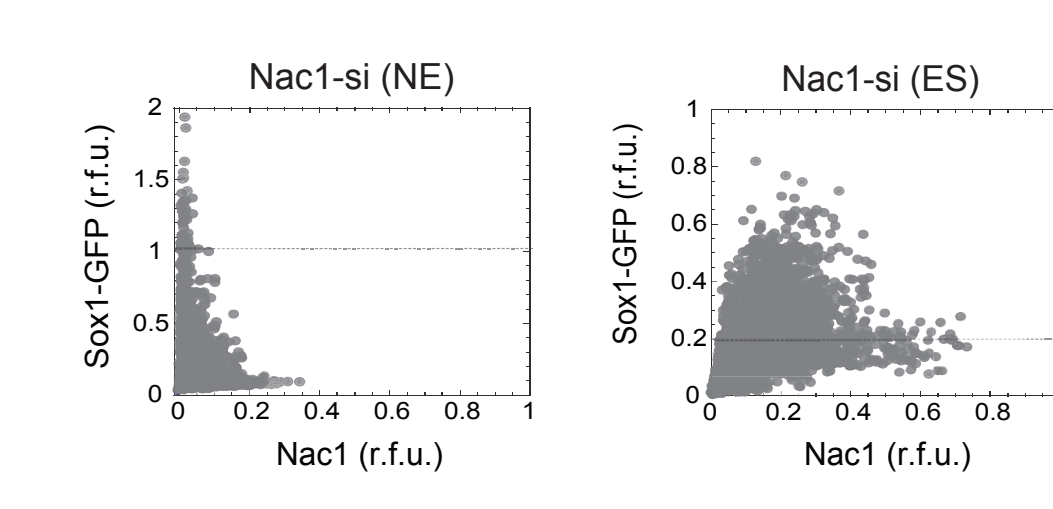 Nac1-si (NE)
Sox1-GFP (r.f.u.)
2
1.5
1
0.5
0
0 0.2 0.4 0.6 0.8 1
Nac1 (r.f.u.)
Nac1-si (ES)
Sox1-GFP (r.f.u.)
1
0.8
0.6
0.4
0.2
0
0 0.2 0.4 0.6 0.8
Nac1 (r.f.u.)